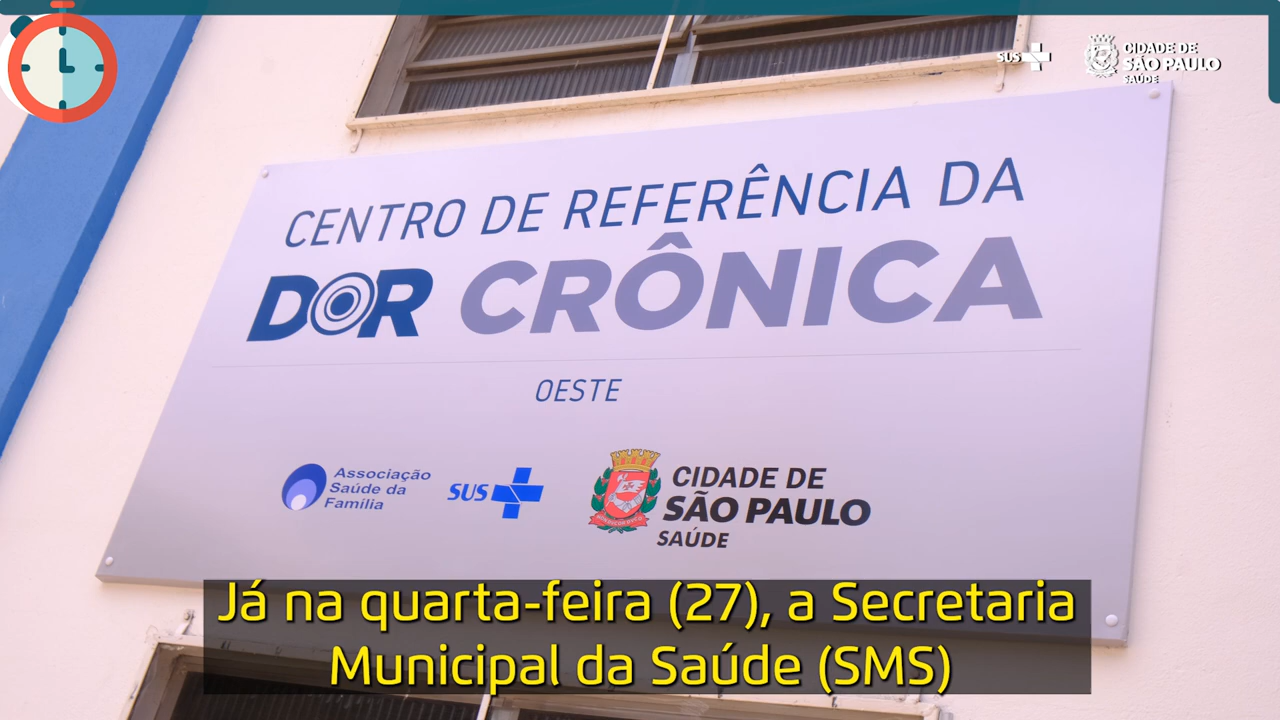 SUS
CIDADE DE
SÃO PAULO
SAÚDE
CENTRO DE REFERÊNCIA DA
DOR CRÔNICA
OESTE
Associação
Saúde da
Família
SUS
CIDADE DE
SÃO PAULO
SAÚDE
Já na quarta-feira (27), a Secretaria
Municipal da Saúde (SMS)